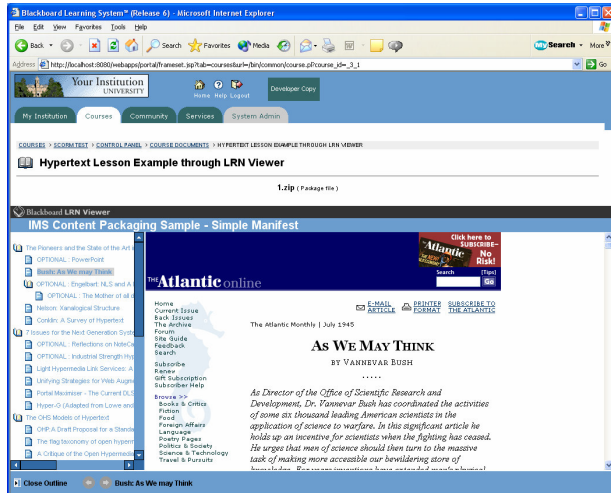 Blackboard Learning System™ (Release 6) - Microsoft Internet Explorer
File Edit View Favorites Tools Help
Back Search Favorites Media
My Search More
Address http://localhost:8080/webapps/portal/frameset.jsp?tab=courses&url=/bin/common/course.pl?course_id=_3_1 Go
Your Institution
UNIVERSITY
Home Help Logout
Developer Copy
My Institution Courses Community Services System Admin
COURSES > SCORM TEST > CONTROL PANEL > COURSE DOCUMENTS > HYPERTEXT LESSON EXAMPLE THROUGH LRN VIEWER
Hypertext Lesson Example through LRN Viewer
1.zip ( Package file )
Blackboard LRN Viewer
IMS Content Packaging Sample - Simple Manifest
The Pioneers and the State of the Art i
OPTIONAL : PowerPoint
Bush: As We may Think
OPTIONAL : Engelbart: NLS and A
OPTIONAL : The Mother of all d
Nelson: Xanalogical Structure
Conklin: A Survey of Hypertext
7 Issues for the Next Generation Syste
OPTIONAL : Reflections on NoteCa
OPTIONAL : Industrial Strength Hyp
Light Hypermedia Link Services: A
Unifying Strategies for Web Augme
Portal Maximiser - The Current DLS
Hyper-G (Adapted from Lowe and
The OHS Models of Hypertext
OHP: A Draft Proposal for a Standa
The flag taxonomy of open hyperm
A Critique of the Open Hypermedia
Click here to
SUBSCRIBE–
Atlantic
No
Risk!
Search [Tips]
Go
THE Atlantic online
Home
Current Issue
Back Issues
The Archive
Forum
Site Guide
Feedback
Search
Subscribe
Renew
Gift Subscription
Subscriber Help
Browse >>
Books & Critics
Fiction
Food
Foreign Affairs
Language
Poetry Pages
Politics & Society
Science & Technology
Travel & Pursuits
E-MAIL
ARTICLE
PRINTER
FORMAT
SUBSCRIBE TO
THE ATLANTIC
The Atlantic Monthly | July 1945
AS WE MAY THINK
BY VANNEVAR BUSH
.....
As Director of the Office of Scientific Research and
Development, Dr. Vannevar Bush has coordinated the activities
of some six thousand leading American scientists in the
application of science to warfare. In this significant article he
holds up an incentive for scientists when the fighting has ceased.
He urges that men of science should then turn to the massive
task of making more accessible our bewildering store of
knowledge. For years inventions have extended man's physical
Close Outline Bush: As We may Think